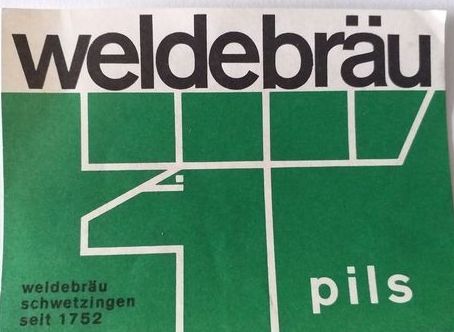 weldebräu
weldebräu
schwetzingen
seit 1752
pils